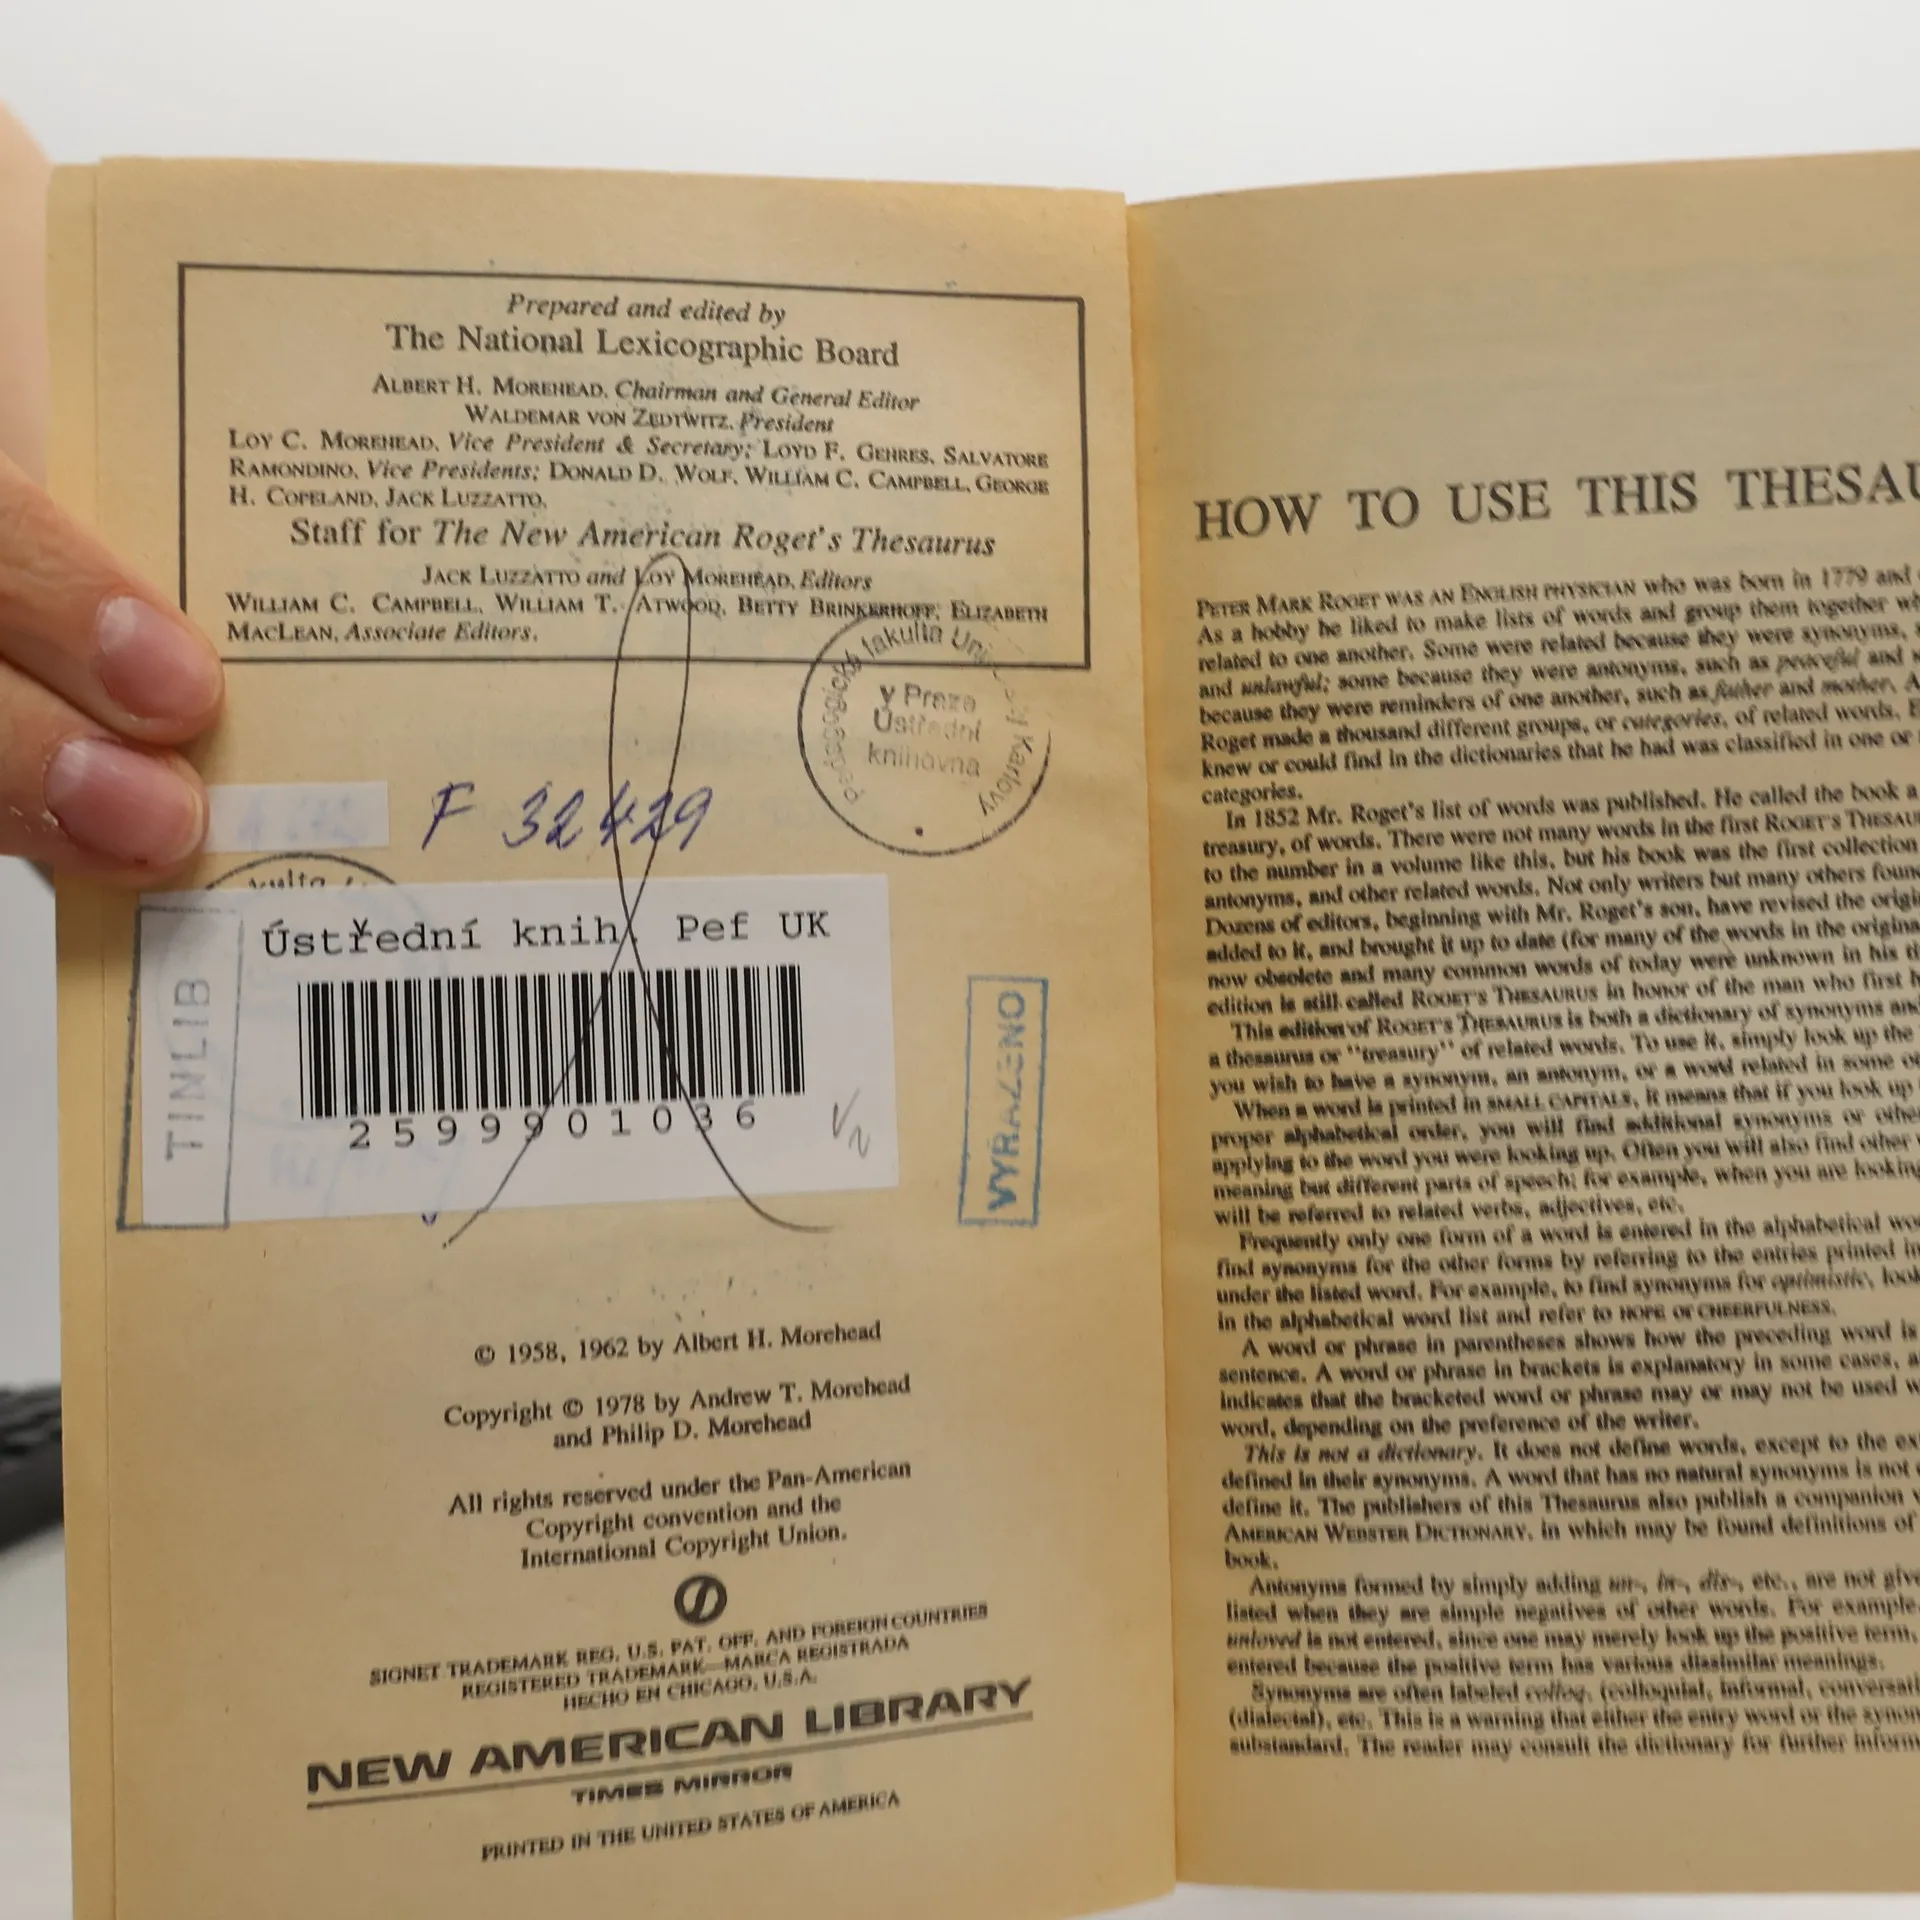 Prepared and edited by
The National Lexicographic Board
ALBERT H. MOREHEAD, Chairman and General Editor
WALDEMAR VON ZEDTWITZ, President
LOY C. MOREHEAD, Vice President & Secretary; LOYD F. GEHRES, SALVATORE
RAMONDINO, Vice Presidents; DONALD D. WOLF, WILLIAM C. CAMPBELL, GEORGE
H. COPELAND, JACK LUZZATTO.
Staff for The New American Roget's Thesaurus
JACK LUZZATTO and LOY MOREHEAD, Editors
WILLIAM C. CAMPBELL, WILLIAM T. ATWOOD, BETTY BRINKERHOFF, ELIZABETH
MACLEAN, Associate Editors.
pedagogická fakulta Karlovy
v Praze
Ústřední
knihovna
F 32429
kulta
Ústřední knih. Pef UK
TINLIB
2599901036
VYŘAZENO
© 1958, 1962 by Albert H. Morehead
Copyright © 1978 by Andrew T. Morehead
and Philip D. Morehead
All rights reserved under the Pan-American
Copyright convention and the
International Copyright Union.
SIGNET TRADEMARK REG. U.S. PAT. OFF. AND FOREIGN COUNTRIES
REGISTERED TRADEMARK—MARCA REGISTRADA
HECHO EN CHICAGO, U.S.A.
NEW AMERICAN LIBRARY
TIMES MIRROR
PRINTED IN THE UNITED STATES OF AMERICA
HOW TO USE THIS THESAU
PETER MARK ROGET WAS AN ENGLISH PHYSICIAN who was born in 1779 and
As a hobby he liked to make lists of words and group them together wh
related to one another. Some were related because they were synonyms,
and unlawful; some because they were antonyms, such as peaceful and
because they were reminders of one another, such as father and mother. A
Roget made a thousand different groups, or categories, of related words. E
knew or could find in the dictionaries that he had was classified in one or
categories.
In 1852 Mr. Roget's list of words was published. He called the book a
treasury, of words. There were not many words in the first ROGET'S THESAU
to the number in a volume like this, but his book was the first collection
antonyms, and other related words. Not only writers but many others foun
Dozens of editors, beginning with Mr. Roget's son, have revised the origi
added to it, and brought it up to date (for many of the words in the origina
now obsolete and many common words of today were unknown in his ti
edition is still called ROGET'S THESAURUS in honor of the man who first h
This edition of ROGET'S THESAURUS is both a dictionary of synonyms an
a thesaurus or "treasury" of related words. To use it, simply look up the
you wish to have a synonym, an antonym, or a word related in some o
When a word is printed in SMALL CAPITALS, it means that if you look up
proper alphabetical order, you will find additional synonyms or othe
applying to the word you were looking up. Often you will also find other
meaning but different parts of speech; for example, when you are looking
will be referred to related verbs, adjectives, etc.
Frequently only one form of a word is entered in the alphabetical wo
find synonyms for the other forms by referring to the entries printed in
under the listed word. For example, to find synonyms for optimistic, look
in the alphabetical word list and refer to HOPE or CHEERFULNESS.
A word or phrase in parentheses shows how the preceding word is
sentence. A word or phrase in brackets is explanatory in some cases, a
indicates that the bracketed word or phrase may or may not be used w
word, depending on the preference of the writer.
This is not a dictionary. It does not define words, except to the ex
defined in their synonyms. A word that has no natural synonyms is not
define it. The publishers of this Thesaurus also publish a companion v
AMERICAN WEBSTER DICTIONARY, in which may be found definitions of
book.
Antonyms formed by simply adding un-, in-, dis-, etc., are not give
listed when they are simple negatives of other words. For example,
unloved is not entered, since one may merely look up the positive term,
entered because the positive term has various dissimilar meanings.
Synonyms are often labeled colloq. (colloquial, informal, conversati
(dialectal), etc. This is a warning that either the entry word or the synon
substandard. The reader may consult the dictionary for further inform